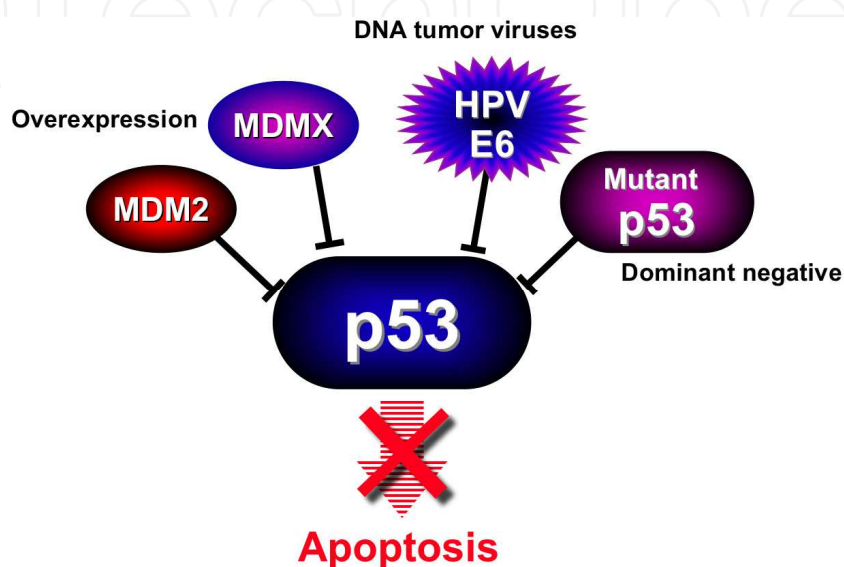 DNA tumor viruses
Overexpression
MDMX
HPV
E6
MDM2
Mutant
p53
Dominant negative
p53
Apoptosis